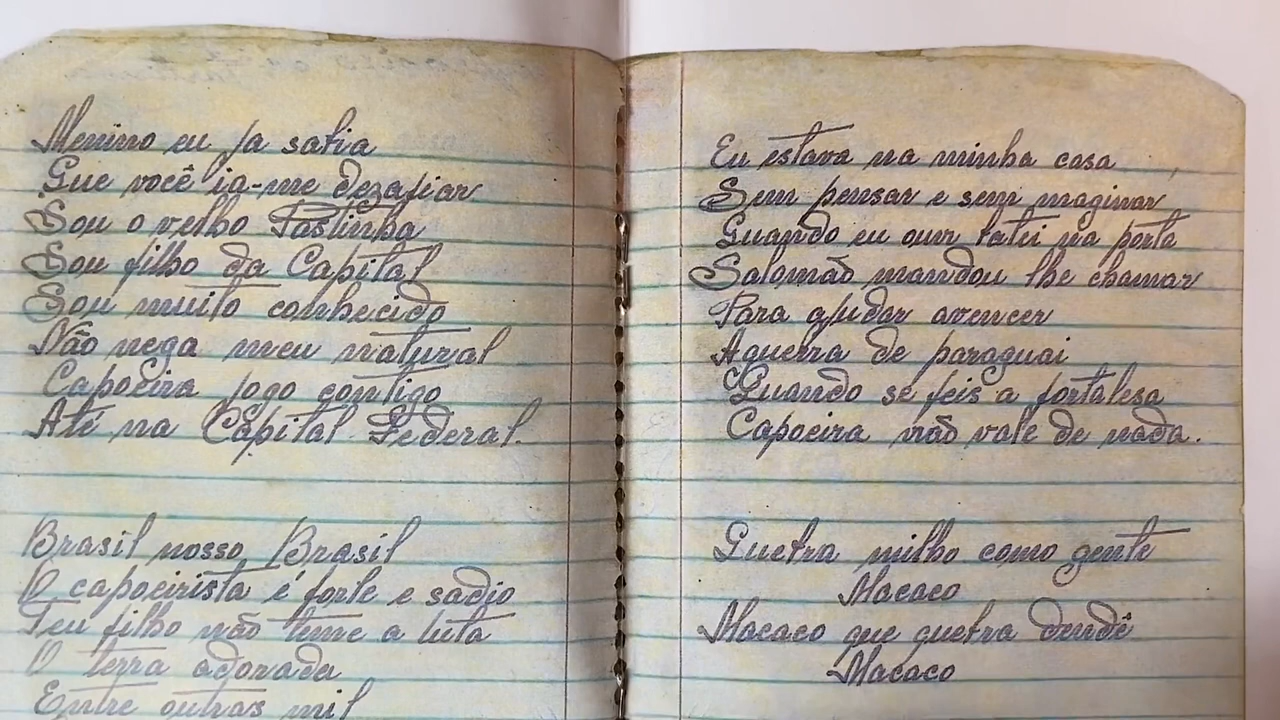 Menino eu ja sabia
Que você ia-me dezafiar
Sou o velho Pastinha
Sou filho da Capital
Sou muito conhecido
Não nega meu natural
Capoeira jogo contigo
Até na Capital Federal.
Brasil nosso Brasil
O capoeirista é forte e sadio
Teu filho não teme a luta
O terra adorada
Entre outras mil
Eu estava na minha casa
Sem pensar e sem maginar
Quando eu ouvi batei na porta
Salomão mandou lhe chamar
Para ajudar avencer
Aguerra de paraguai
Quando se feis a fortalesa
Capoeira não vale de nada.
Quebra milho como gente
Macaco
Macaco que quebra dendê
Macaco